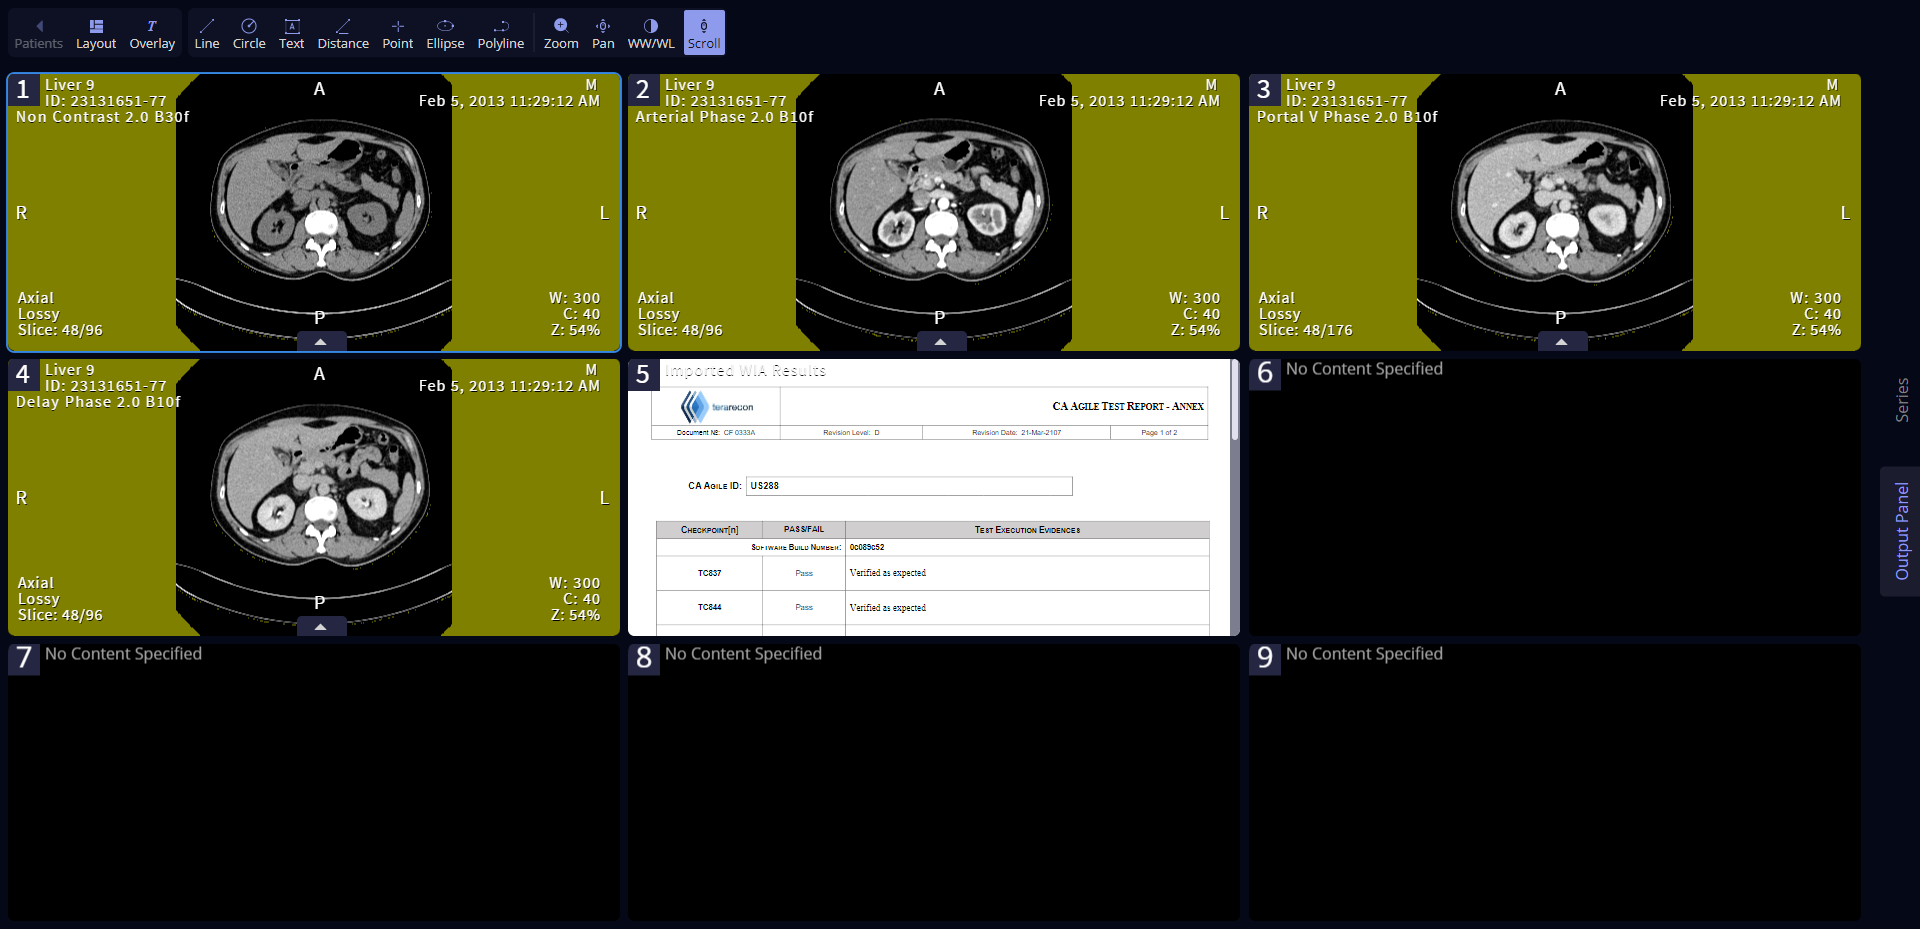 Patients Layout Overlay Line Circle Text Distance Point Ellipse Polyline Zoom Pan WW/WL Scroll
1 Liver 9 M
ID: 23131651-77 Feb 5, 2013 11:29:12 AM
Non Contrast 2.0 B30f
A
R L
Axial W: 300
Lossy C: 40
Slice: 48/96 P Z: 54%
2 Liver 9 M
ID: 23131651-77 Feb 5, 2013 11:29:12 AM
Arterial Phase 2.0 B10f
A
R L
Axial W: 300
Lossy C: 40
Slice: 48/96 P Z: 54%
3 Liver 9 M
ID: 23131651-77 Feb 5, 2013 11:29:12 AM
Portal V Phase 2.0 B10f
A
R L
Axial W: 300
Lossy C: 40
Slice: 48/176 P Z: 54%
4 Liver 9 M
ID: 23131651-77 Feb 5, 2013 11:29:12 AM
Delay Phase 2.0 B10f
A
R L
Axial W: 300
Lossy C: 40
Slice: 48/96 P Z: 54%
5 Imported WIA Results
terarecon CA Agile Test Report - Annex
Document Nº: CF 0333A Revision Level: D Revision Date: 21-Mar-2107 Page 1 of 2
CA Agile ID: US288
Checkpoint[n] PASS/FAIL Test Execution Evidences
Software Build Number: 0c089c52
TC837 Pass Verified as expected
TC844 Pass Verified as expected
6 No Content Specified
7 No Content Specified
8 No Content Specified
9 No Content Specified
Series
Output Panel